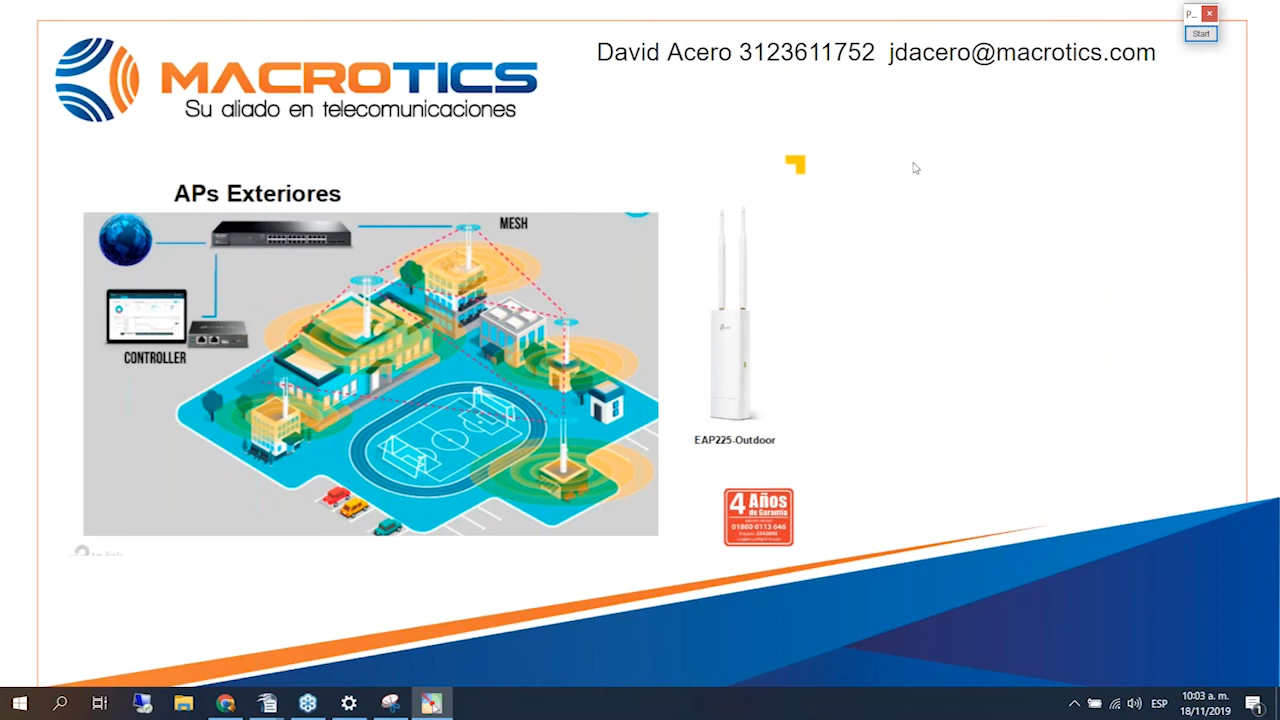 P...
Start
David Acero 3123611752 jdacero@macrotics.com
MACROTICS
Su aliado en telecomunicaciones
APs Exteriores
MESH
CONTROLLER
EAP225-Outdoor
4 Años
de Garantía
01800 0113 646
ESP
10:03 a. m.
18/11/2019
1